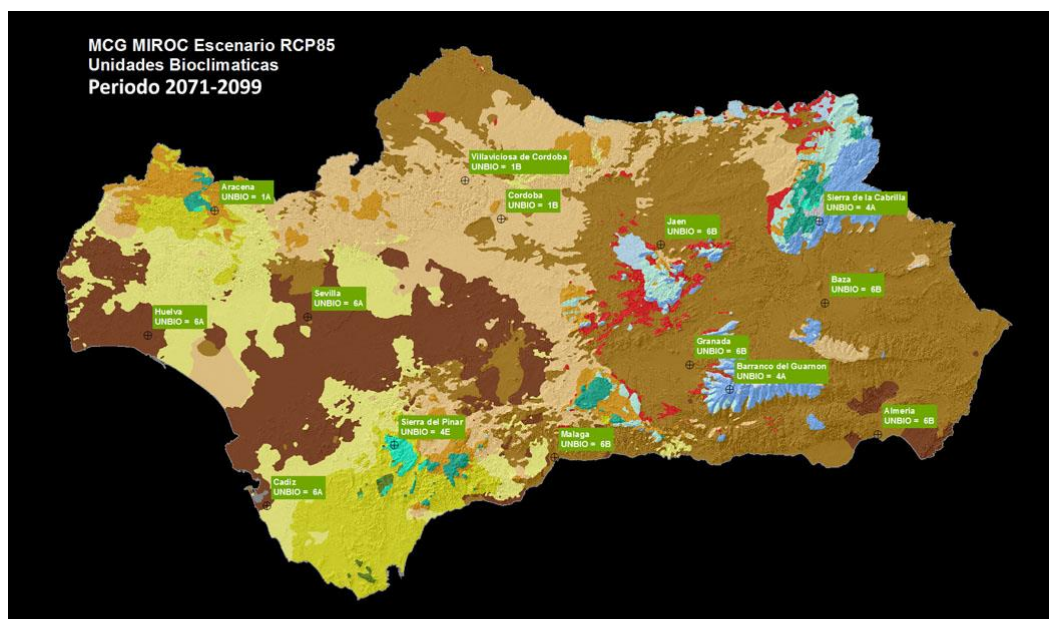 MCG MIROC Escenario RCP85
Unidades Bioclimaticas
Periodo 2071-2099
Villaviciosa de Cordoba
UNBIO = 1B
Aracena
UNBIO = 1A
Cordoba
UNBIO = 1B
Sierra de la Cabrilla
UNBIO = 4A
Jaen
UNBIO = 6B
Baza
UNBIO = 6B
Sevilla
UNBIO = 6A
Huelva
UNBIO = 6A
Granada
UNBIO = 6B
Barranco del Guarnon
UNBIO = 4A
Almeria
UNBIO = 6B
Sierra del Pinar
UNBIO = 4E
Malaga
UNBIO = 6B
Cadiz
UNBIO = 6A